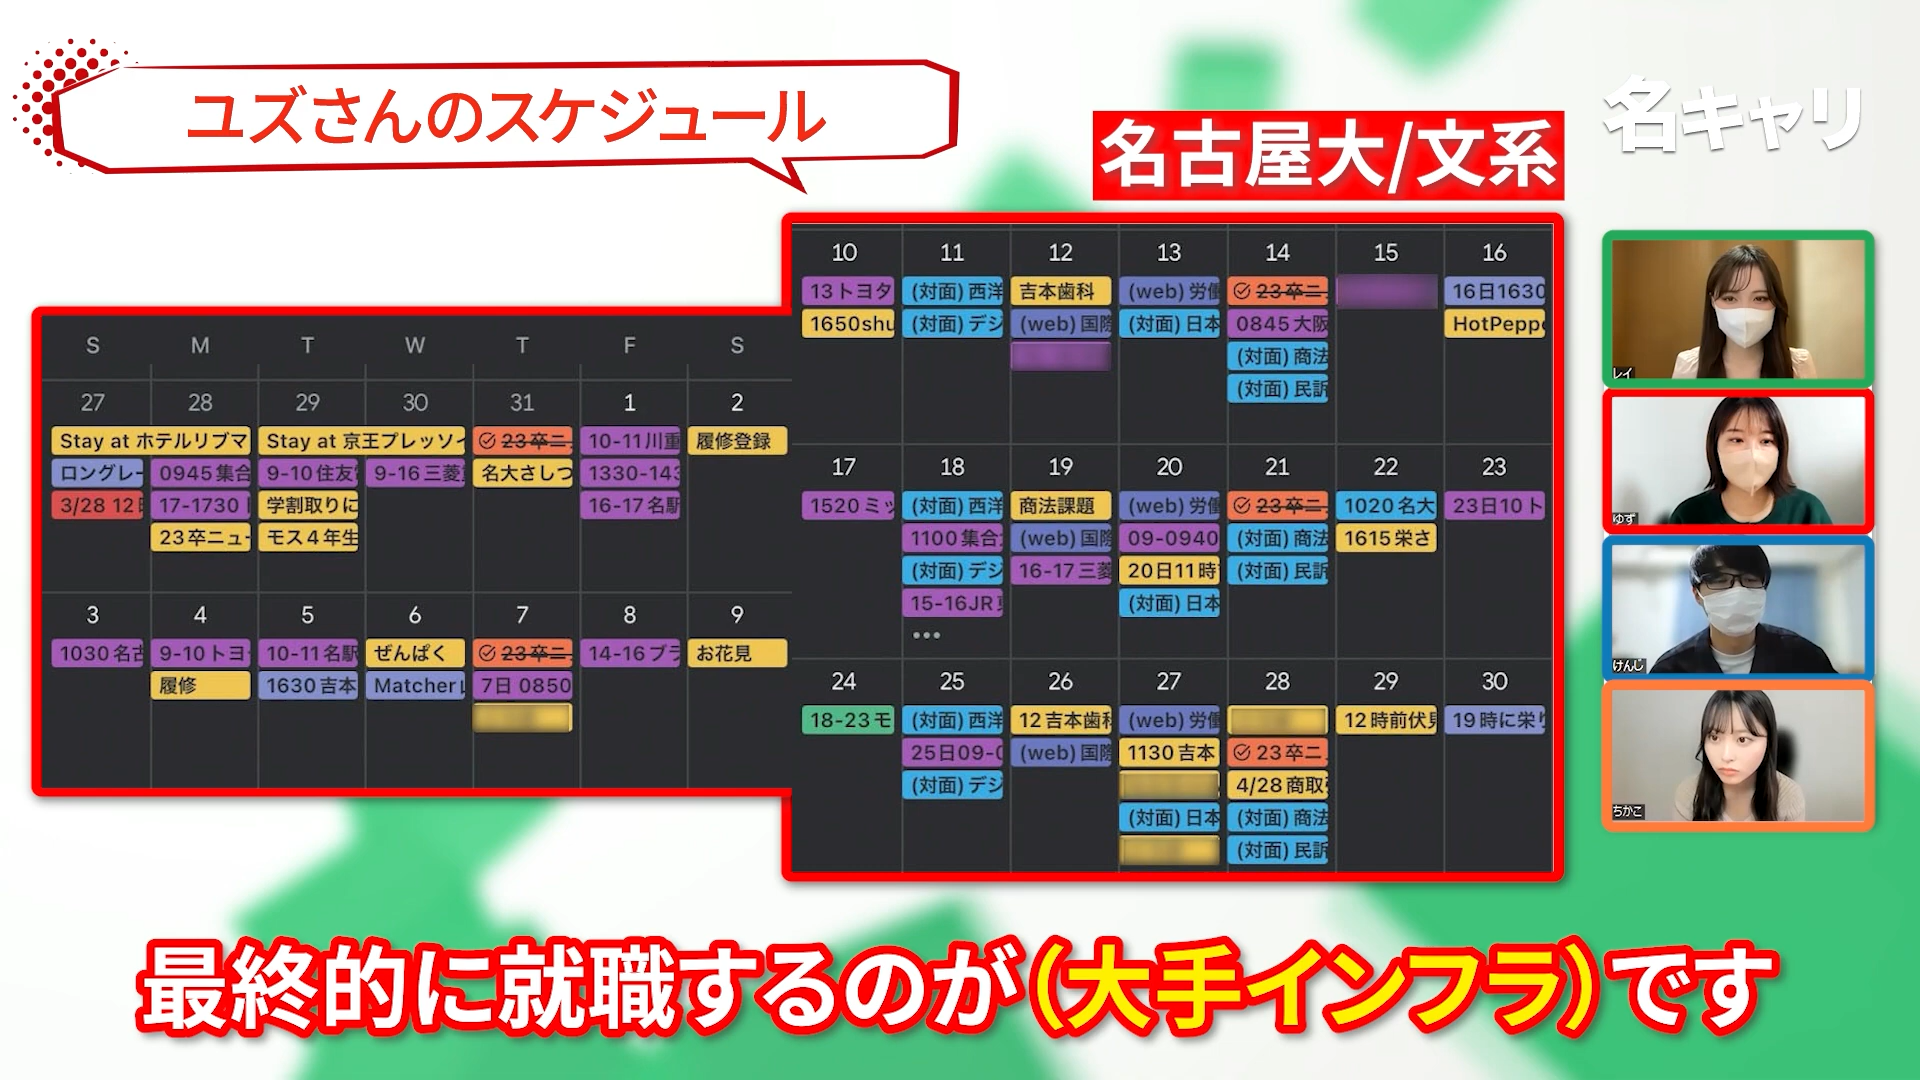 ユズさんのスケジュール
名古屋大/文系
名キャリ
S M T W T F S
27 28 29 30 31 1 2
Stay at ホテルリブマ Stay at 京王プレッソイ 23卒ニ 10-11川重 履修登録
ロングレー 0945集合 9-10住友 9-16三菱 名大さしつ 1330-143
3/28 12 17-1730 学割取りに 16-17名駅
23卒ニュー モス4年生
3 4 5 6 7 8 9
1030名古 9-10トヨ 10-11名駅 ぜんぱく 23卒ニ 14-16ブラ お花見
履修 1630吉本 Matcher 7日 0850
10 11 12 13 14 15 16
13トヨタ (対面)西洋 吉本歯科 (web)労働 23卒ニ 16日1630
1650shu (対面)デジ (web)国際 (対面)日本 0845大阪 HotPeppe
(対面)商法
(対面)民訴
17 18 19 20 21 22 23
1520ミッ (対面)西洋 商法課題 (web)労働 23卒ニ 1020名大 23日10ト
1100集合 (web)国際 09-0940 (対面)商法 1615栄さ
(対面)デジ 16-17三菱 20日11時 (対面)民訴
15-16JR東 (対面)日本
•••
24 25 26 27 28 29 30
18-23モ (対面)西洋 12吉本歯科 (web)労働 12時前伏見 19時に栄り
25日09-0 (web)国際 1130吉本 23卒ニ
(対面)デジ 4/28商取引
(対面)日本 (対面)商法
(対面)民訴
レイ
ゆず
けんじ
ちかこ
最終的に就職するのが(大手インフラ)です